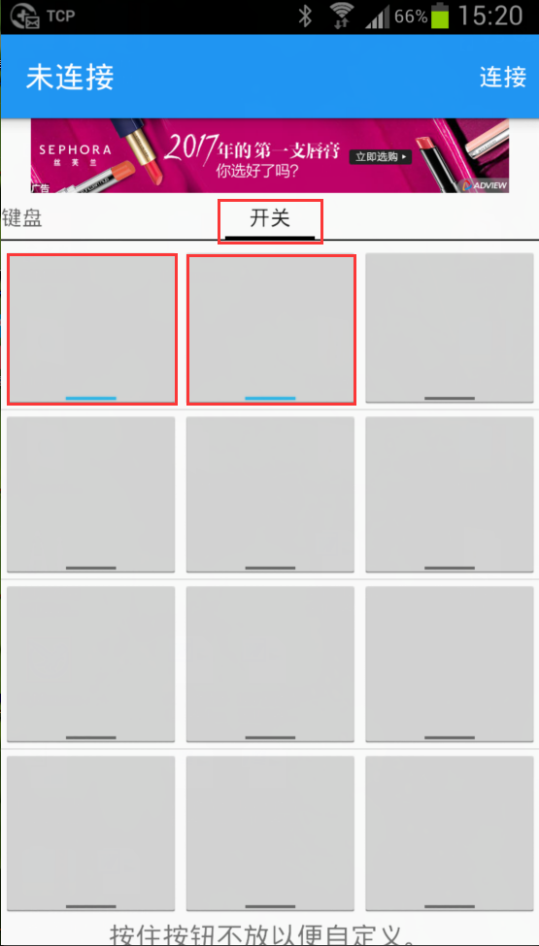 TCP 66% 15:20
未连接 连接
SEPHORA
丝芙兰
2017年的第一支唇膏
你选好了吗?
立即选购
广告
ADVIEW
键盘 开关
按住按钮不放以便自定义。